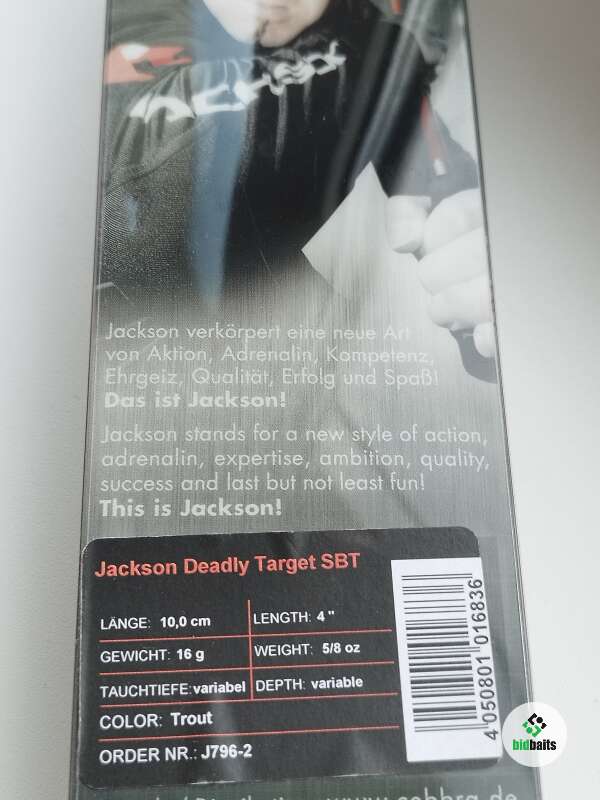 Jackson verkörpert eine neue Art
von Aktion, Adrenalin, Kompetenz,
Ehrgeiz, Qualität, Erfolg und Spaß!
Das ist Jackson!
Jackson stands for a new style of action,
adrenalin, expertise, ambition, quality,
success and last but not least fun!
This is Jackson!
Jackson Deadly Target SBT
LÄNGE: 10,0 cm LENGTH: 4 "
GEWICHT: 16 g WEIGHT: 5/8 oz
TAUCHTIEFE: variabel DEPTH: variable
COLOR: Trout
ORDER NR.: J796-2
4 050801 016836
bidbaits